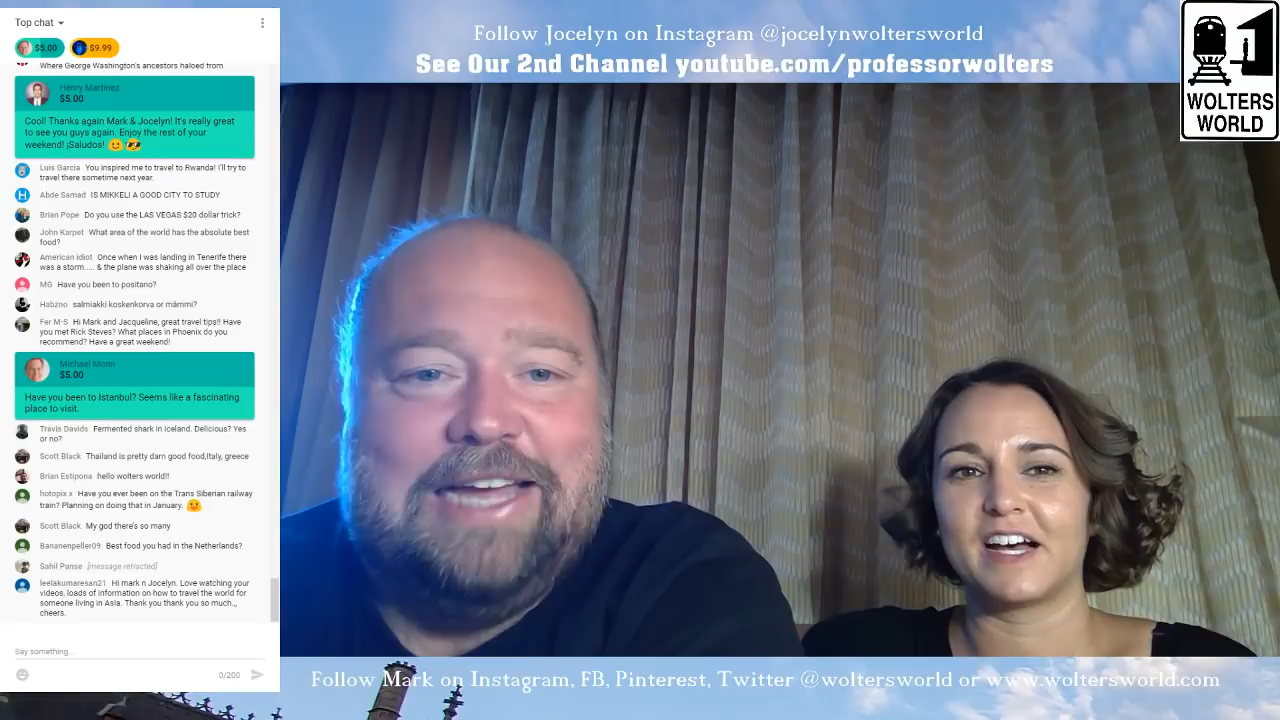 Top chat
$5.00
$9.99
Where George Washington's ancestors haloed from
Henry Martinez
$5.00
Cool! Thanks again Mark & Jocelyn! It's really great
to see you guys again. Enjoy the rest of your
weekend! ¡Saludos!
Luis Garcia You inspired me to travel to Rwanda! I'll try to
travel there sometime next year.
Abde Samad IS MIKKELI A GOOD CITY TO STUDY
Brian Pope Do you use the LAS VEGAS $20 dollar trick?
John Karpet What area of the world has the absolute best
food?
American idiot Once when I was landing in Tenerife there
was a storm..... & the plane was shaking all over the place
MG Have you been to positano?
Habzno salmiakki koskenkorva or mämmi?
Fer M-S Hi Mark and Jacqueline, great travel tips!! Have
you met Rick Steves? What places in Phoenix do you
recommend? Have a great weekend!
Michael Monn
$5.00
Have you been to Istanbul? Seems like a fascinating
place to visit.
Travis Davids Fermented shark in Iceland. Delicious? Yes
or no?
Scott Black Thailand is pretty darn good food,Italy, greece
Brian Estipona hello wolters world!!
hotopix x Have you ever been on the Trans Siberian railway
train? Planning on doing that in January.
Scott Black My god there's so many
Bananenpeller09 Best food you had in the Netherlands?
Sahil Panse [message retracted]
leelakumaresan21 Hi mark n Jocelyn. Love watching your
videos, loads of information on how to travel the world for
someone living in Asia. Thank you thank you so much.,,
cheers.
Say something...
0/200
Follow Jocelyn on Instagram @jocelynwoltersworld
See Our 2nd Channel youtube.com/professorwolters
WOLTERS
WORLD
Follow Mark on Instagram, FB, Pinterest, Twitter @woltersworld or www.woltersworld.com